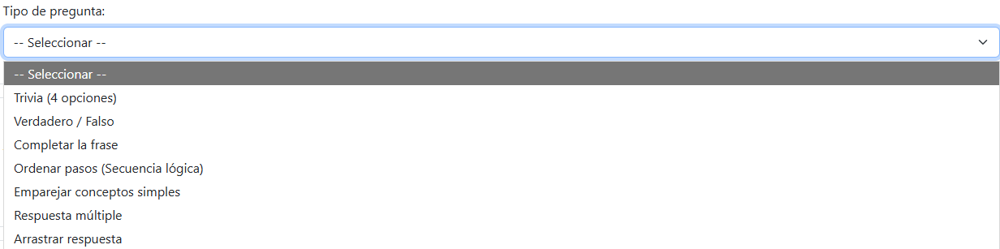 Tipo de pregunta:
-- Seleccionar --
-- Seleccionar --
Trivia (4 opciones)
Verdadero / Falso
Completar la frase
Ordenar pasos (Secuencia lógica)
Emparejar conceptos simples
Respuesta múltiple
Arrastrar respuesta